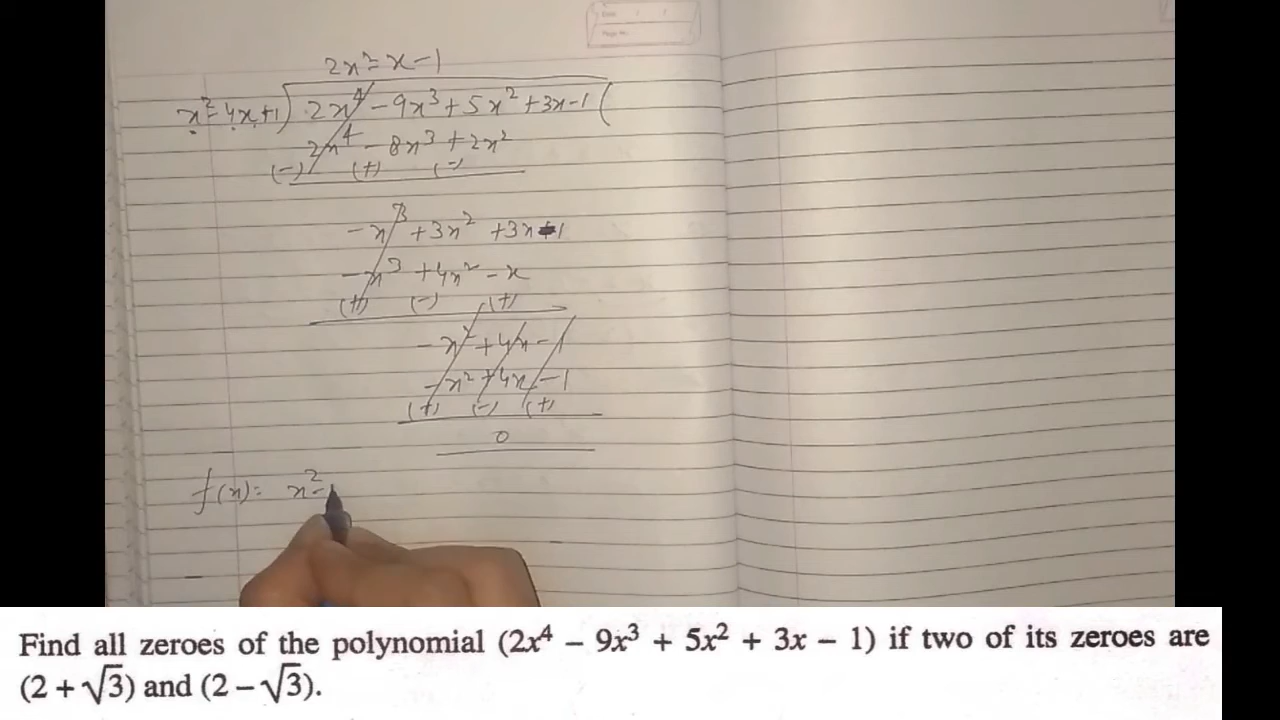 2x² - x - 1
x² - 4x + 1 ) 2x⁴ - 9x³ + 5x² + 3x - 1 (
2x⁴ - 8x³ + 2x²
(-) (+) (-)
- x³ + 3x² + 3x - 1
- x³ + 4x² - x
(+) (-) (+)
- x² + 4x - 1
- x² + 4x - 1
(+) (-) (+)
0
f(x) = x² -
Find all zeroes of the polynomial (2x⁴ – 9x³ + 5x² + 3x – 1) if two of its zeroes are
(2 + √3) and (2 – √3).